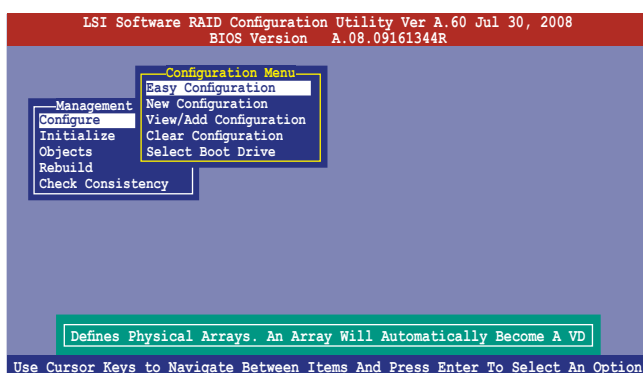 LSI Software RAID Configuration Utility Ver A.60 Jul 30, 2008
BIOS Version A.08.09161344R
Configuration Menu
Easy Configuration
New Configuration
View/Add Configuration
Clear Configuration
Select Boot Drive
Management
Configure
Initialize
Objects
Rebuild
Check Consistency
Defines Physical Arrays. An Array Will Automatically Become A VD
Use Cursor Keys to Navigate Between Items And Press Enter To Select An Option